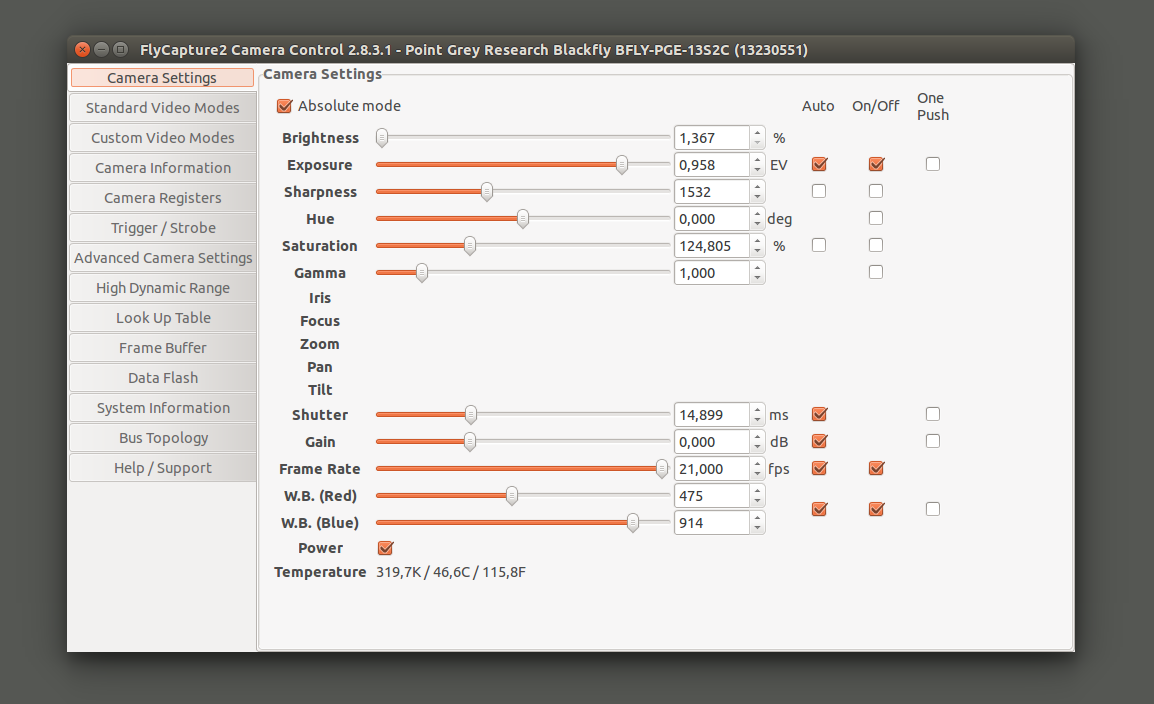 FlyCapture2 Camera Control 2.8.3.1 - Point Grey Research Blackfly BFLY-PGE-13S2C (13230551)
Camera Settings
Standard Video Modes
Custom Video Modes
Camera Information
Camera Registers
Trigger / Strobe
Advanced Camera Settings
High Dynamic Range
Look Up Table
Frame Buffer
Data Flash
System Information
Bus Topology
Help / Support
Camera Settings
Absolute mode
Auto On/Off One Push
Brightness 1,367 %
Exposure 0,958 EV
Sharpness 1532
Hue 0,000 deg
Saturation 124,805 %
Gamma 1,000
Iris
Focus
Zoom
Pan
Tilt
Shutter 14,899 ms
Gain 0,000 dB
Frame Rate 21,000 fps
W.B. (Red) 475
W.B. (Blue) 914
Power
Temperature 319,7K / 46,6C / 115,8F